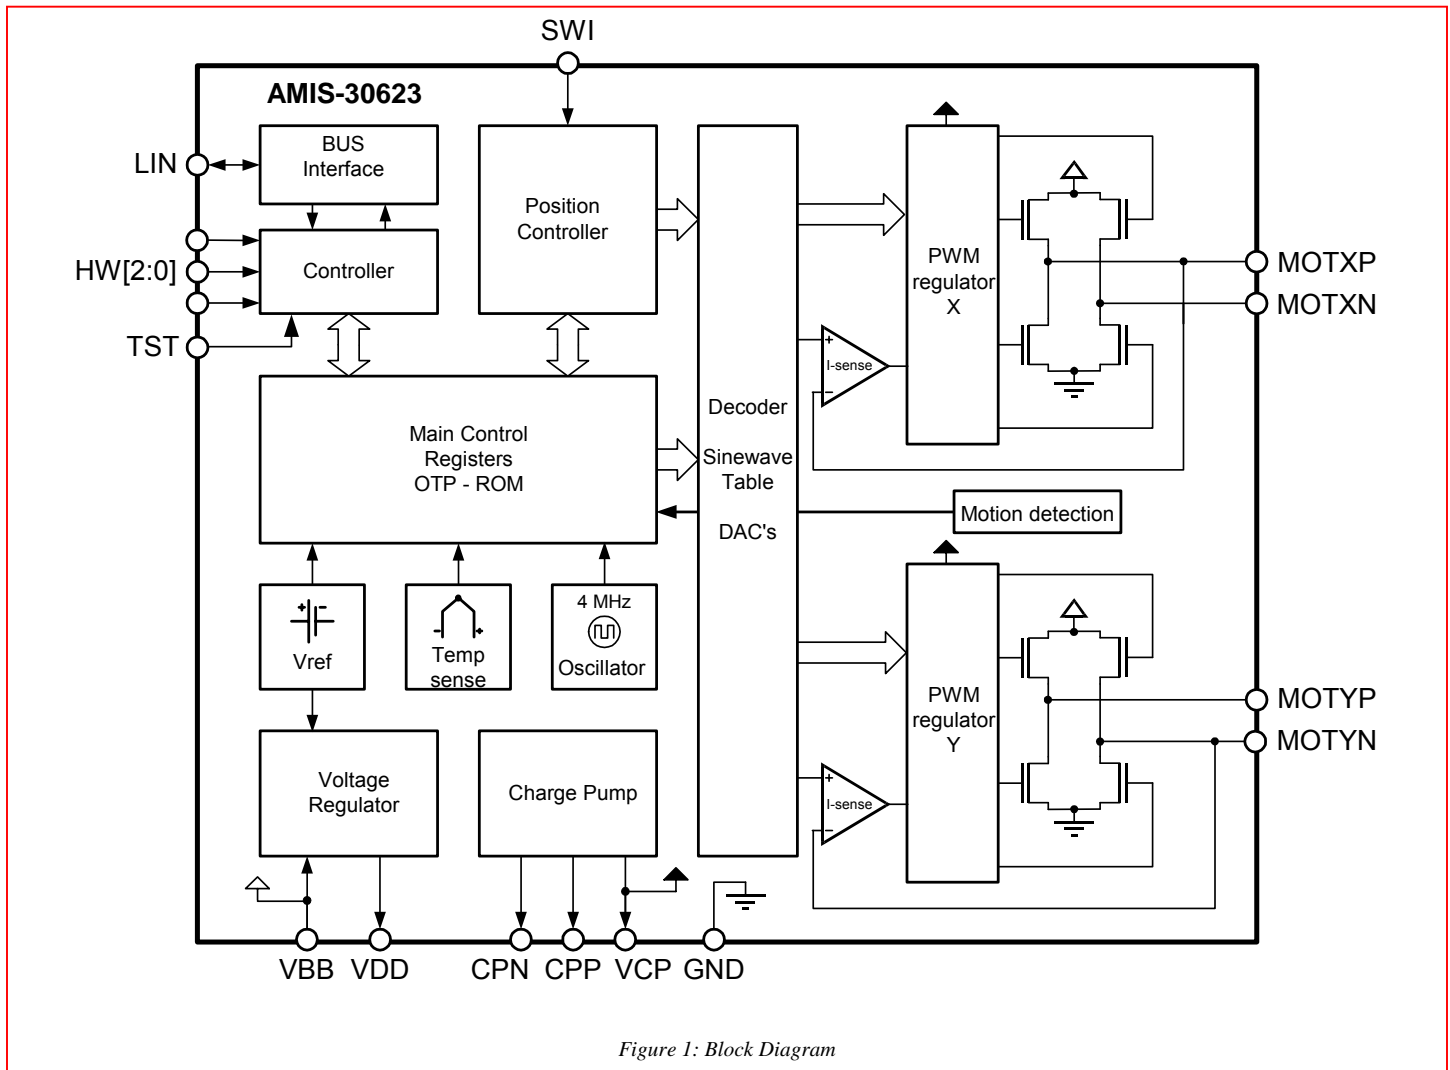 SWI
AMIS-30623
LIN
BUS
Interface
HW[2:0]
Controller
TST
Position
Controller
Main Control
Registers
OTP - ROM
Decoder
Sinewave
Table
DAC's
PWM
regulator
X
+
I-sense
−
MOTXP
MOTXN
Motion detection
+ -
Vref
- +
Temp
sense
4 MHz
Oscillator
PWM
regulator
Y
+
I-sense
−
MOTYP
MOTYN
Voltage
Regulator
Charge Pump
VBB
VDD
CPN
CPP
VCP
GND
Figure 1: Block Diagram